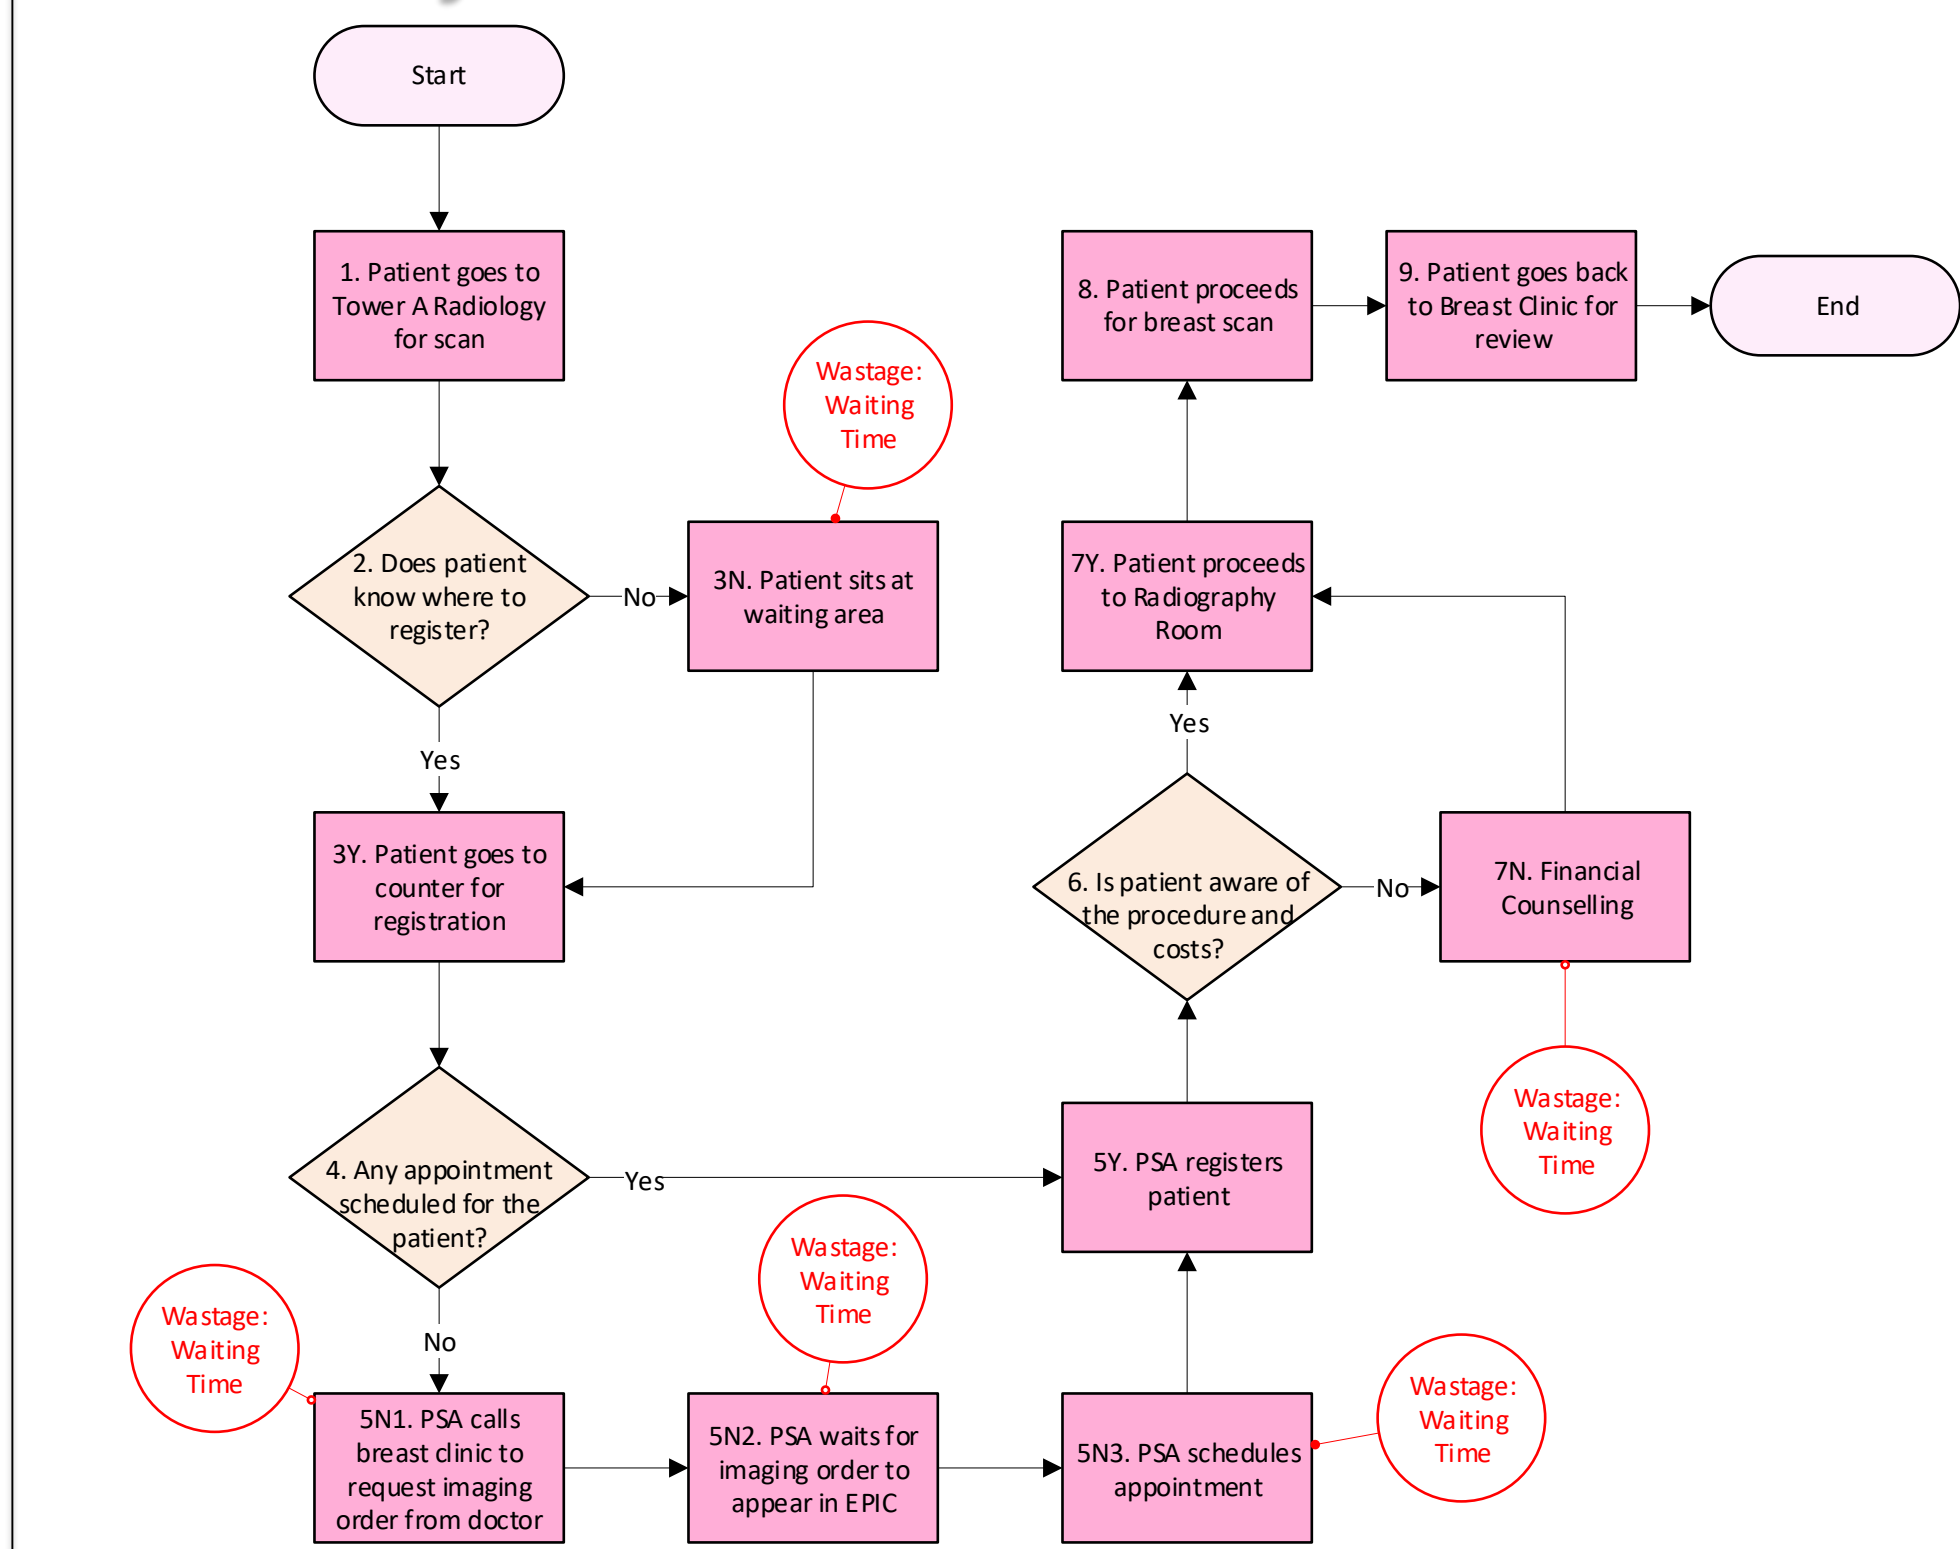 Start
1. Patient goes to
Tower A Radiology
for scan
2. Does patient
know where to
register?
No
3N. Patient sits at
waiting area
Wastage:
Waiting
Time
Yes
3Y. Patient goes to
counter for
registration
4. Any appointment
scheduled for the
patient?
Yes
No
Wastage:
Waiting
Time
5N1. PSA calls
breast clinic to
request imaging
order from doctor
Wastage:
Waiting
Time
5N2. PSA waits for
imaging order to
appear in EPIC
5N3. PSA schedules
appointment
Wastage:
Waiting
Time
5Y. PSA registers
patient
6. Is patient aware of
the procedure and
costs?
No
7N. Financial
Counselling
Wastage:
Waiting
Time
Yes
7Y. Patient proceeds
to Radiography
Room
8. Patient proceeds
for breast scan
9. Patient goes back
to Breast Clinic for
review
End